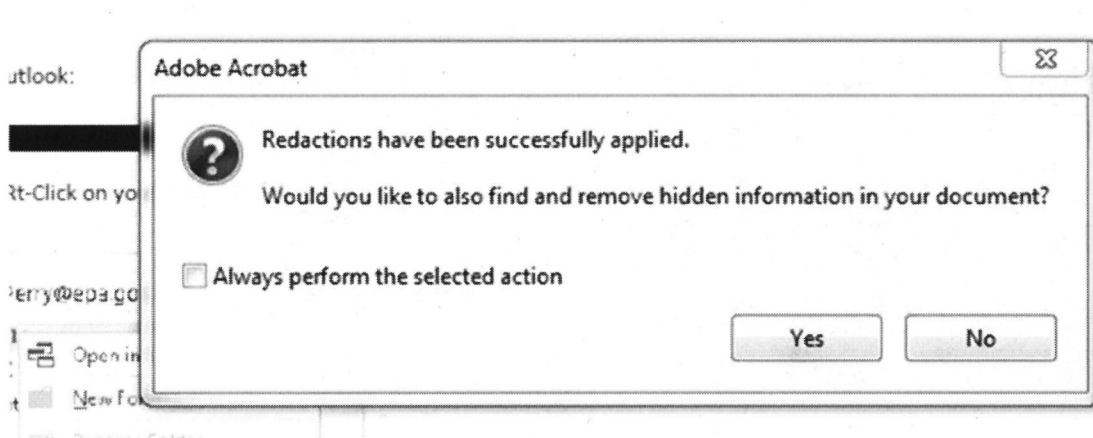 utlook:
Adobe Acrobat
Redactions have been successfully applied.
Rt-Click on yo
Would you like to also find and remove hidden information in your document?
Always perform the selected action
Perry@epa.go
Yes
No
Open in
New Fol